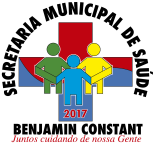 SECRETARIA MUNICIPAL DE SAÚDE
2017
BENJAMIN CONSTANT
Juntos cuidando de nossa Gente